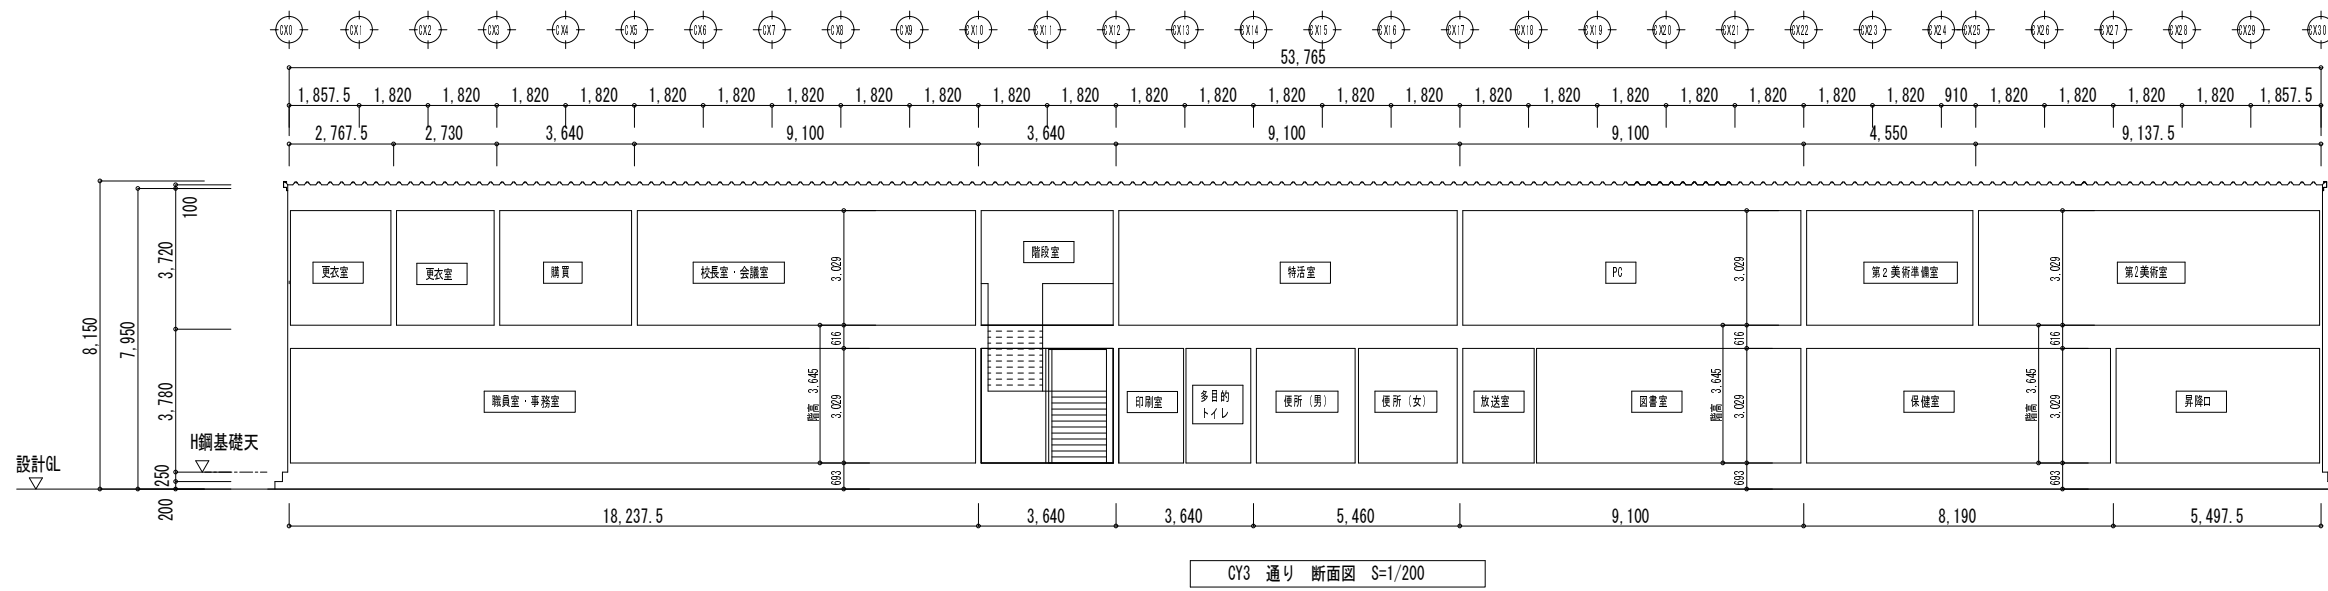 CX0 CX1 CX2 CX3 CX4 CX5 CX6 CX7 CX8 CX9 CX10 CX11 CX12 CX13 CX14 CX15 CX16 CX17 CX18 CX19 CX20 CX21 CX22 CX23 CX24 CX25 CX26 CX27 CX28 CX29 CX30
53,765
1,857.5 1,820 1,820 1,820 1,820 1,820 1,820 1,820 1,820 1,820 1,820 1,820 1,820 1,820 1,820 1,820 1,820 1,820 1,820 1,820 1,820 1,820 1,820 1,820 910 1,820 1,820 1,820 1,820 1,857.5
2,767.5 2,730 3,640 9,100 3,640 9,100 9,100 4,550 9,137.5
8,150
7,950
100
3,720
3,780
250
200
H鋼基礎天
設計GL
更衣室 更衣室 購買 校長室・会議室 3.029 階段室 特活室 PC 3.029 第2美術準備室 3.029 第2美術室
616 616 616
職員室・事務室 階高 3.645 3.029 印刷室 多目的
トイレ 便所(男) 便所(女) 放送室 図書室 階高 3.645 3.029 保健室 階高 3.645 3.029 昇降口
693 693 693
18,237.5 3,640 3,640 5,460 9,100 8,190 5,497.5
CY3 通り 断面図 S=1/200